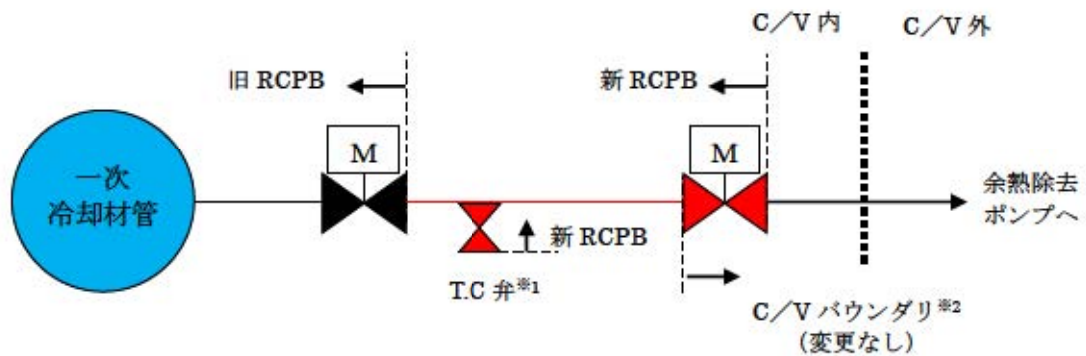 C／V 内
C／V 外
旧 RCPB
新 RCPB
M
M
一次
冷却材管
余熱除去
ポンプへ
新 RCPB
T.C 弁※1
C／V バウンダリ※2
（変更なし）